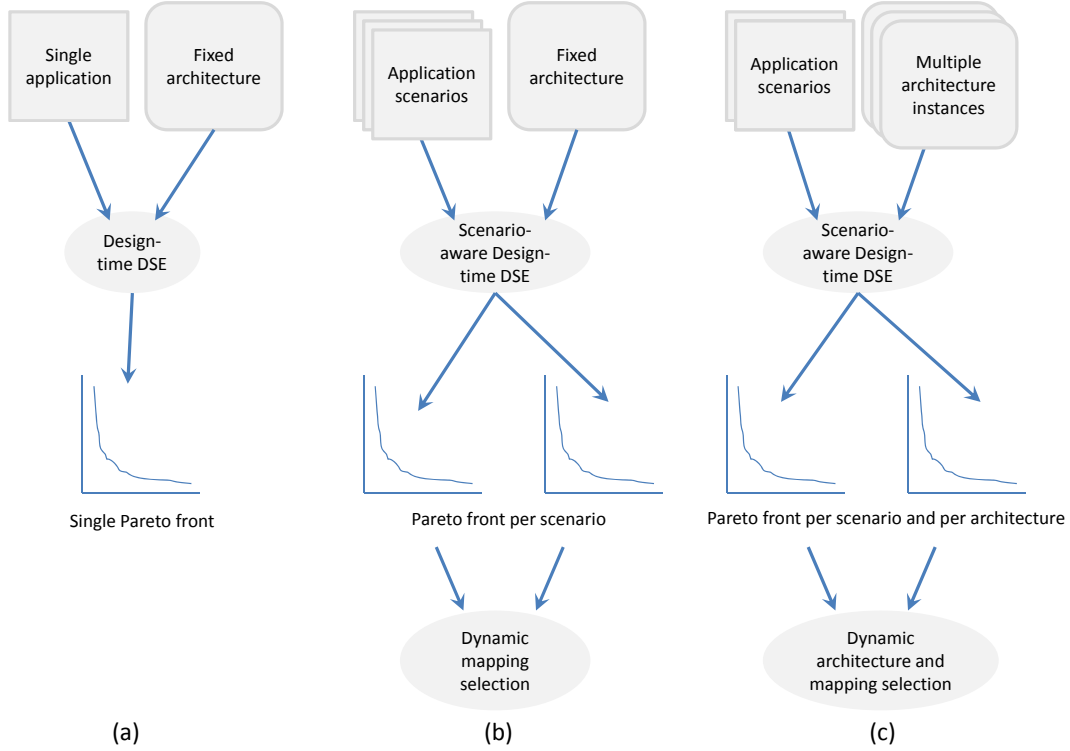 Single
application
Fixed
architecture
Design-
time DSE
Single Pareto front
(a)
Application
scenarios
Fixed
architecture
Scenario-
aware Design-
time DSE
Pareto front per scenario
Dynamic
mapping
selection
(b)
Application
scenarios
Multiple
architecture
instances
Scenario-
aware Design-
time DSE
Pareto front per scenario and per architecture
Dynamic
architecture and
mapping selection
(c)